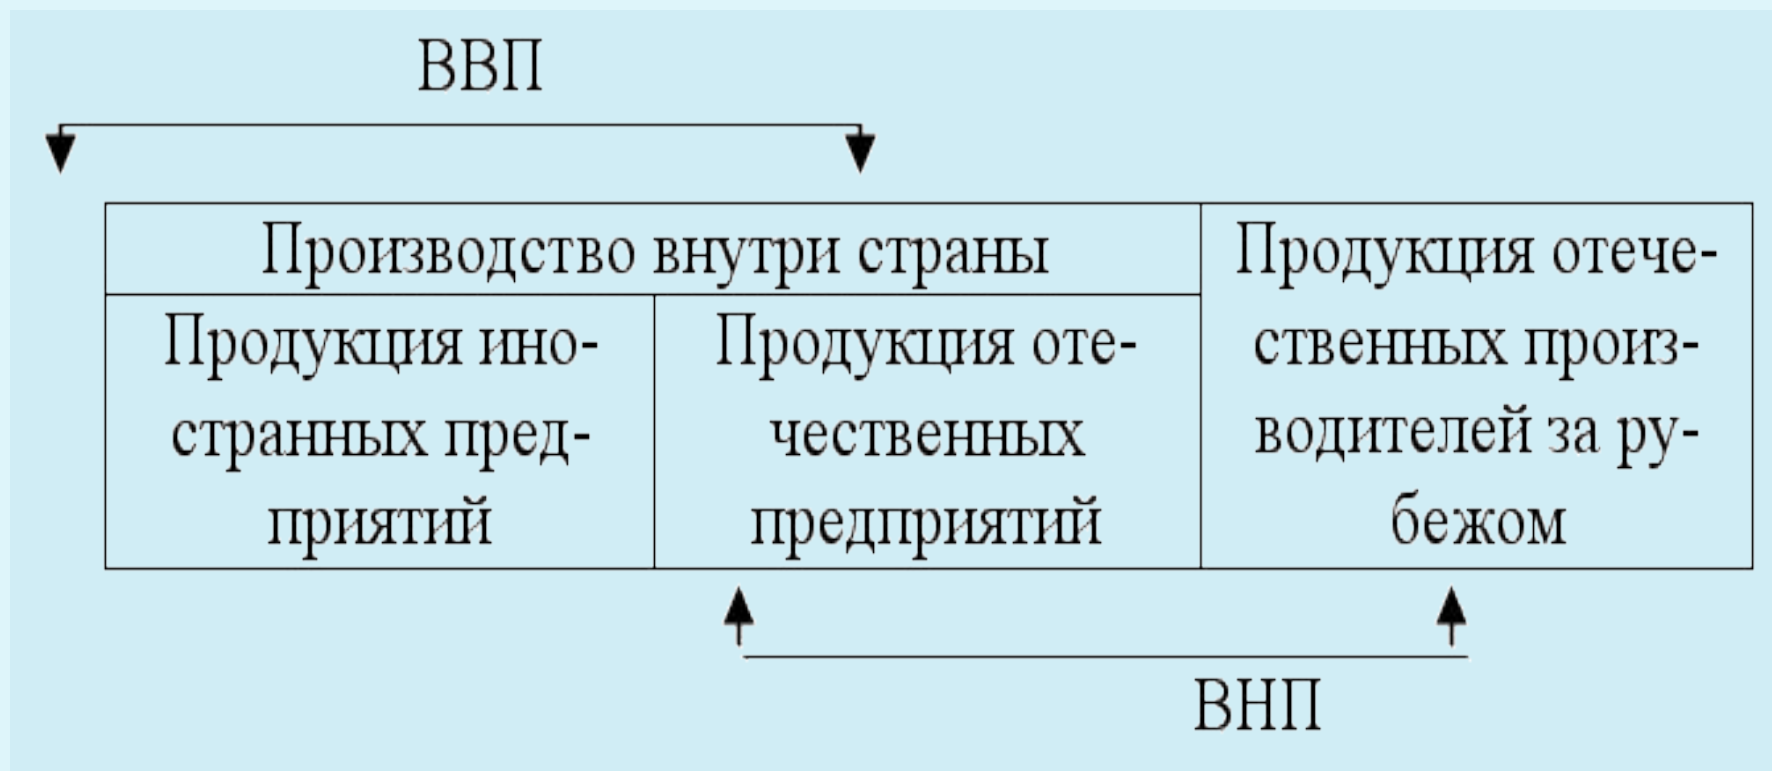 ВВП
Производство внутри страны
Продукция ино-
странных пред-
приятий
Продукция оте-
чественных
предприятий
Продукция отече-
ственных произ-
водителей за ру-
бежом
ВНП